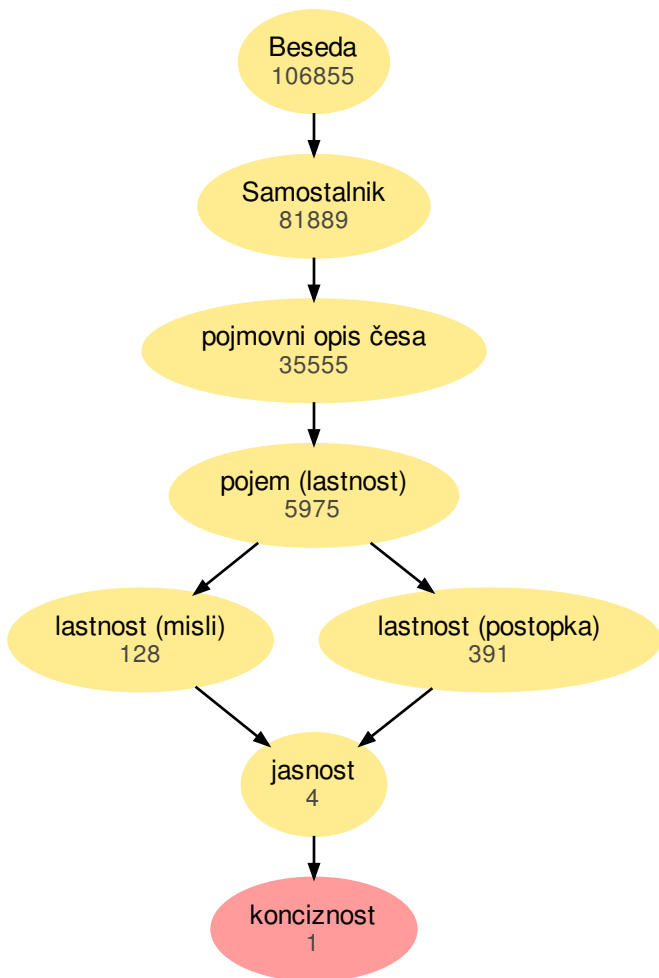 Beseda
106855
Samostalnik
81889
pojmovni opis česa
35555
pojem (lastnost)
5975
lastnost (misli)
128
lastnost (postopka)
391
jasnost
4
konciznost
1